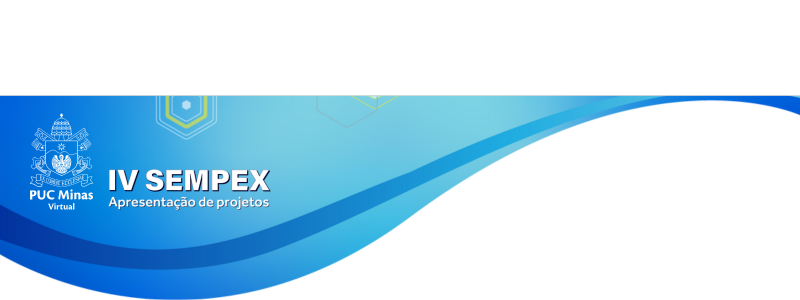 IV SEMPEX
Apresentação de projetos
PUC Minas
Virtual